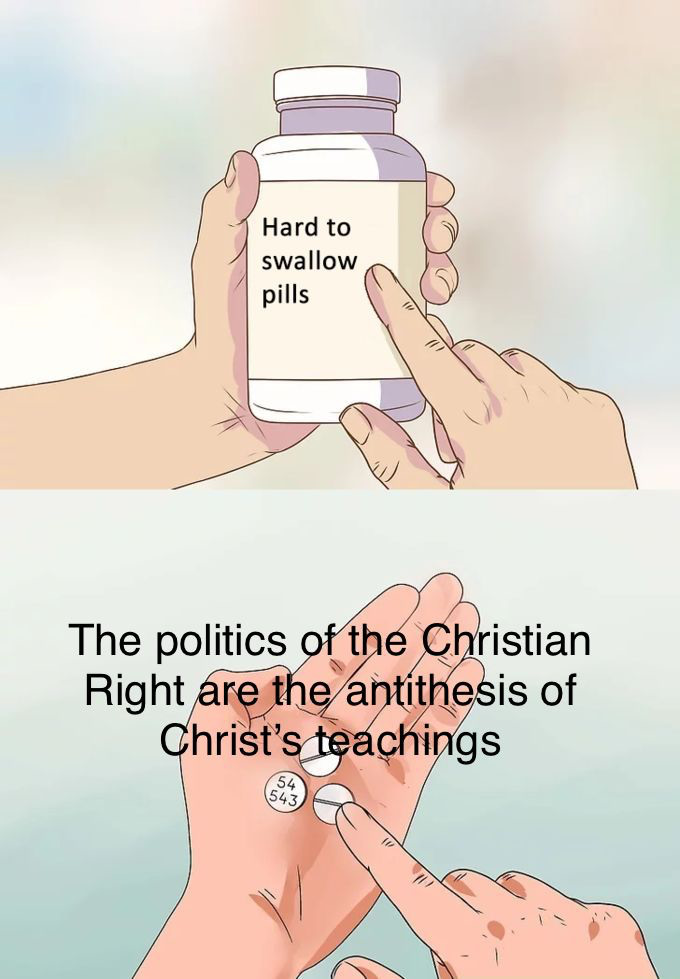 Hard to
swallow
pills
The politics of the Christian
Right are the antithesis of
Christ's teachings
54
543